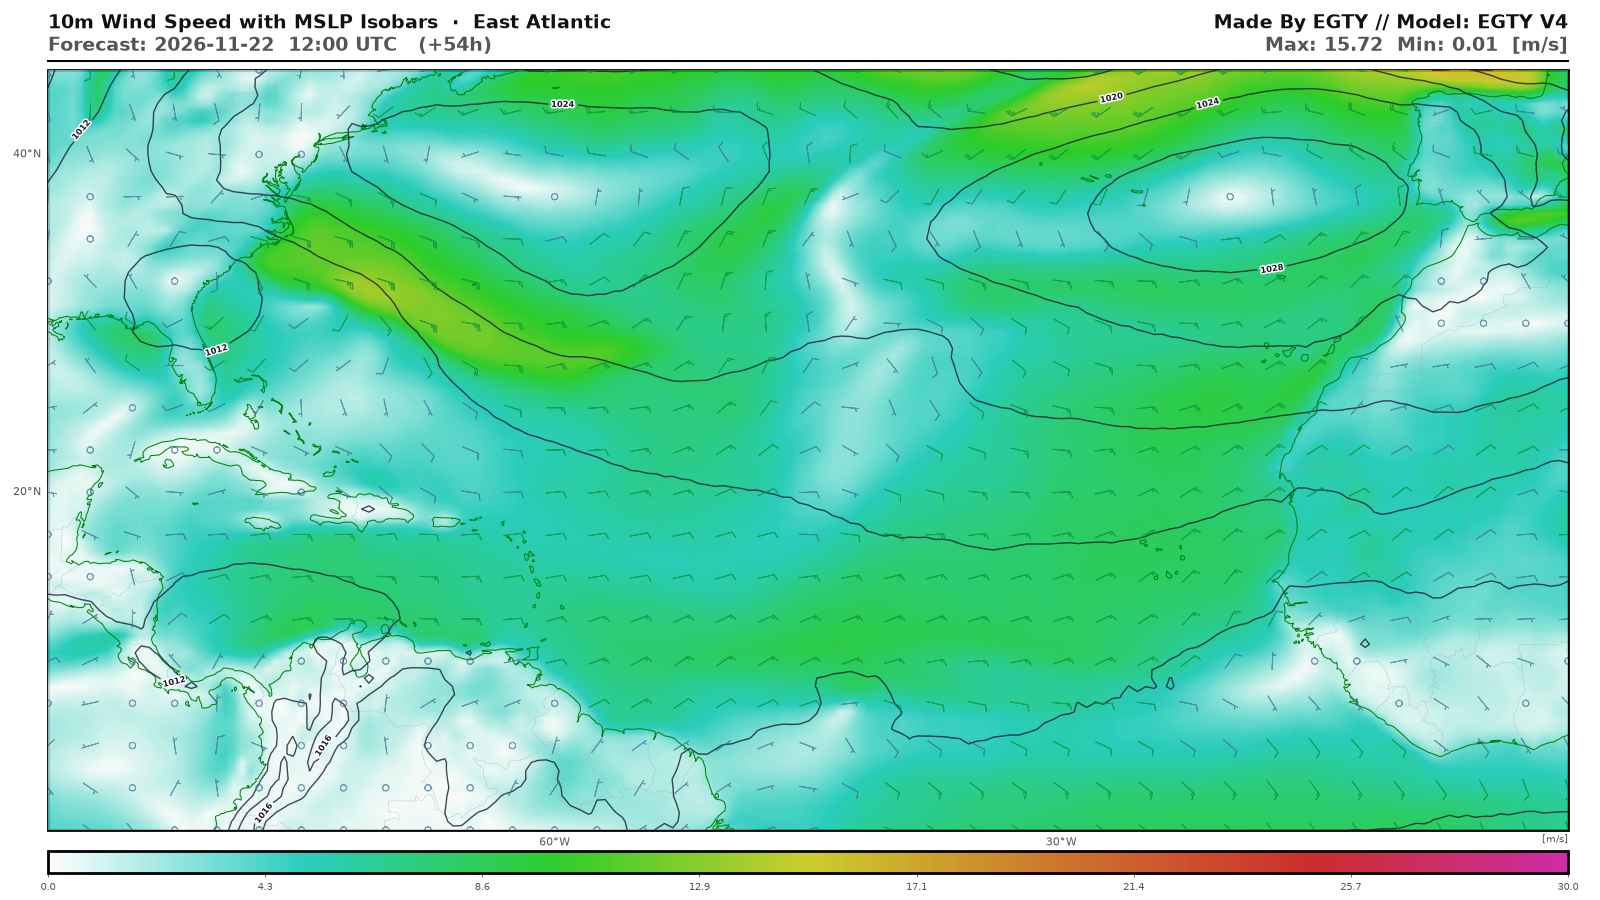 10m Wind Speed with MSLP Isobars · East Atlantic
Made By EGTY // Model: EGTY V4
Forecast: 2026-11-22 12:00 UTC (+54h)
Max: 15.72 Min: 0.01 [m/s]
1020
1024
1024
1012
40°N
1028
1012
20°N
1012
1016
1016
60°W
30°W
[m/s]
0.0
4.3
8.6
12.9
17.1
21.4
25.7
30.0